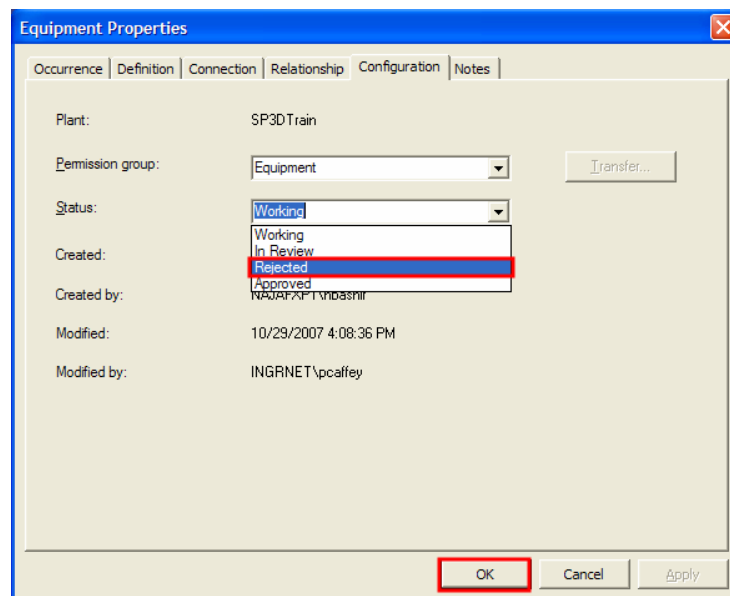 Equipment Properties
Occurrence Definition Connection Relationship Configuration Notes
Plant: SP3DTrain
Permission group: Equipment Transfer...
Status: Working
Working
In Review
Rejected
Approved
Created:
Created by:
Modified: 10/29/2007 4:08:36 PM
Modified by: INGRNET\pcaffey
OK Cancel Apply